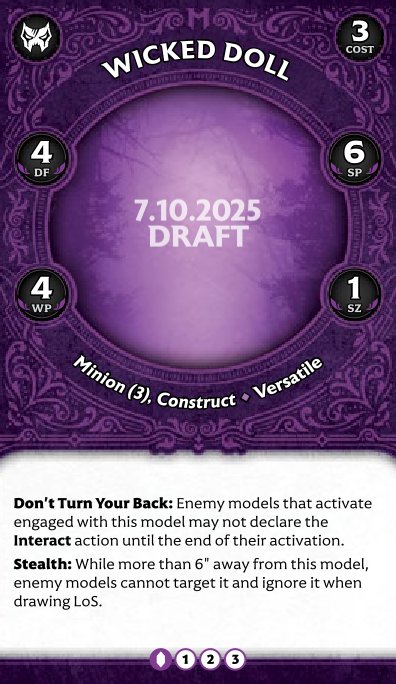 WICKED DOLL
3
COST
4
DF
6
SP
7.10.2025
DRAFT
4
WP
1
SZ
Minion (3), Construct ⬥ Versatile
Don't Turn Your Back: Enemy models that activate
engaged with this model may not declare the
Interact action until the end of their activation.
Stealth: While more than 6" away from this model,
enemy models cannot target it and ignore it when
drawing LoS.
1 2 3